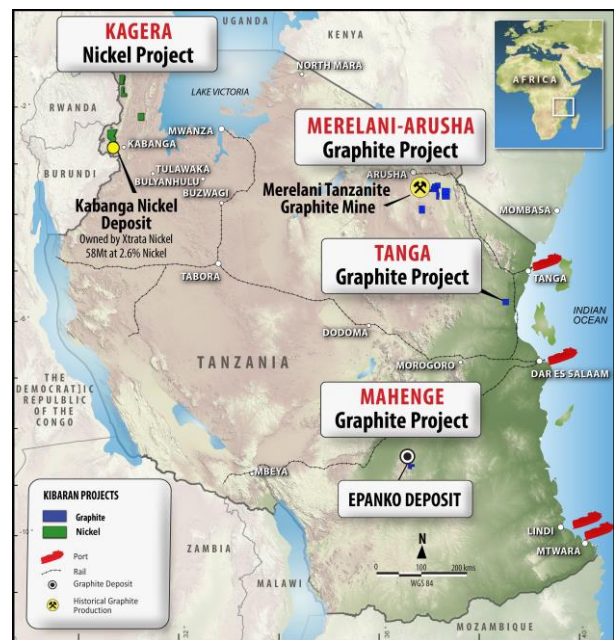 UGANDA
KENYA
KAGERA
Nickel Project
NORTH MARA
LAKE VICTORIA
AFRICA
RWANDA
MWANZA
KABANGA
MERELANI-ARUSHA
Graphite Project
BURUNDI
TULAWAKA
BULYANHULU
BUZWAGI
ARUSHA
Merelani Tanzanite
Graphite Mine
Kabanga Nickel
Deposit
Owned by Xtrata Nickel
58Mt at 2.6% Nickel
MOMBASA
TANGA
Graphite Project
TANGA
TABORA
INDIAN
OCEAN
DODOMA
TANZANIA
MOROGORO
DAR ES SALAAM
THE
DEMOCRATIC
REPULBLIC
OF THE
CONGO
MAHENGE
Graphite Project
MBEYA
EPANKO DEPOSIT
KIBARAN PROJECTS
Graphite
Nickel
Port
Rail
Graphite Deposit
Historical Graphite
Production
N
0 100 200 kms
WGS 84
LINDI
MTWARA
ZAMBIA
MALAWI
MOZAMBIQUE
32
36
40